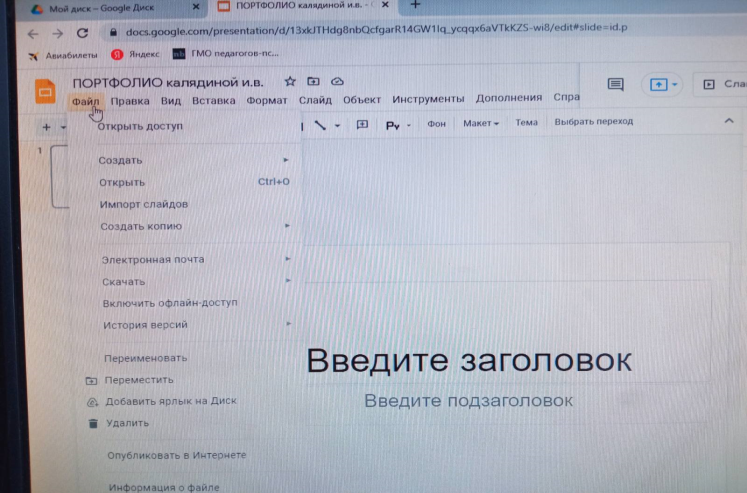 Мой диск – Google Диск
ПОРТФОЛИО калядиной и.в. -
docs.google.com/presentation/d/13xkJTHdg8nbQcfgarR14GW1Iq_ycqqx6aVTkKZS-wi8/edit#slide=id.p
Авиабилеты Яндекс ГМО педагогов-пс...
ПОРТФОЛИО калядиной и.в.
Файл Правка Вид Вставка Формат Слайд Объект Инструменты Дополнения Спра
Сла
Фон Макет Тема Выбрать переход
1
Открыть доступ
Создать
Открыть Ctrl+O
Импорт слайдов
Создать копию
Электронная почта
Скачать
Включить офлайн-доступ
История версий
Переименовать
Переместить
Добавить ярлык на Диск
Удалить
Опубликовать в Интернете
Информация о файле
Введите заголовок
Введите подзаголовок